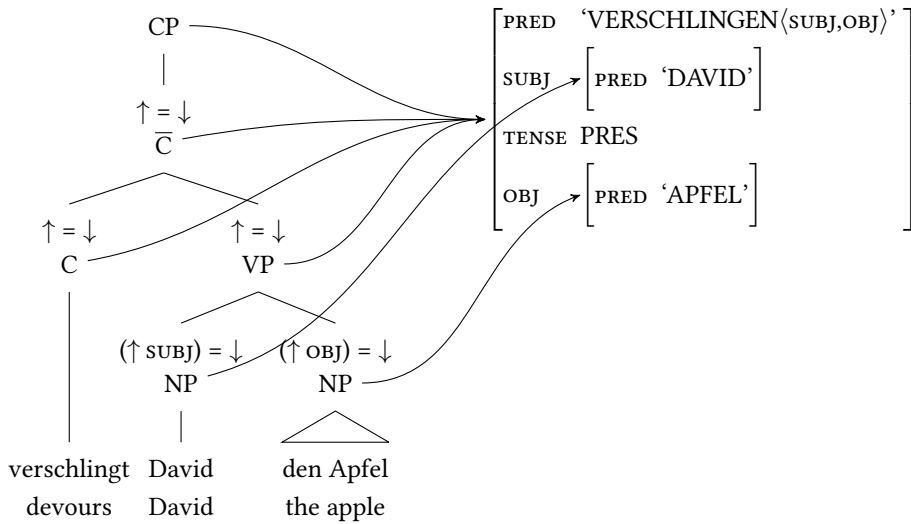 CP
↑ = ↓
C̅
↑ = ↓ ↑ = ↓
C VP
(↑ SUBJ) = ↓ (↑ OBJ) = ↓
NP NP
verschlingt David den Apfel
devours David the apple
PRED ‘VERSCHLINGEN⟨SUBJ,OBJ⟩’
SUBJ [PRED ‘DAVID’]
TENSE PRES
OBJ [PRED ‘APFEL’]